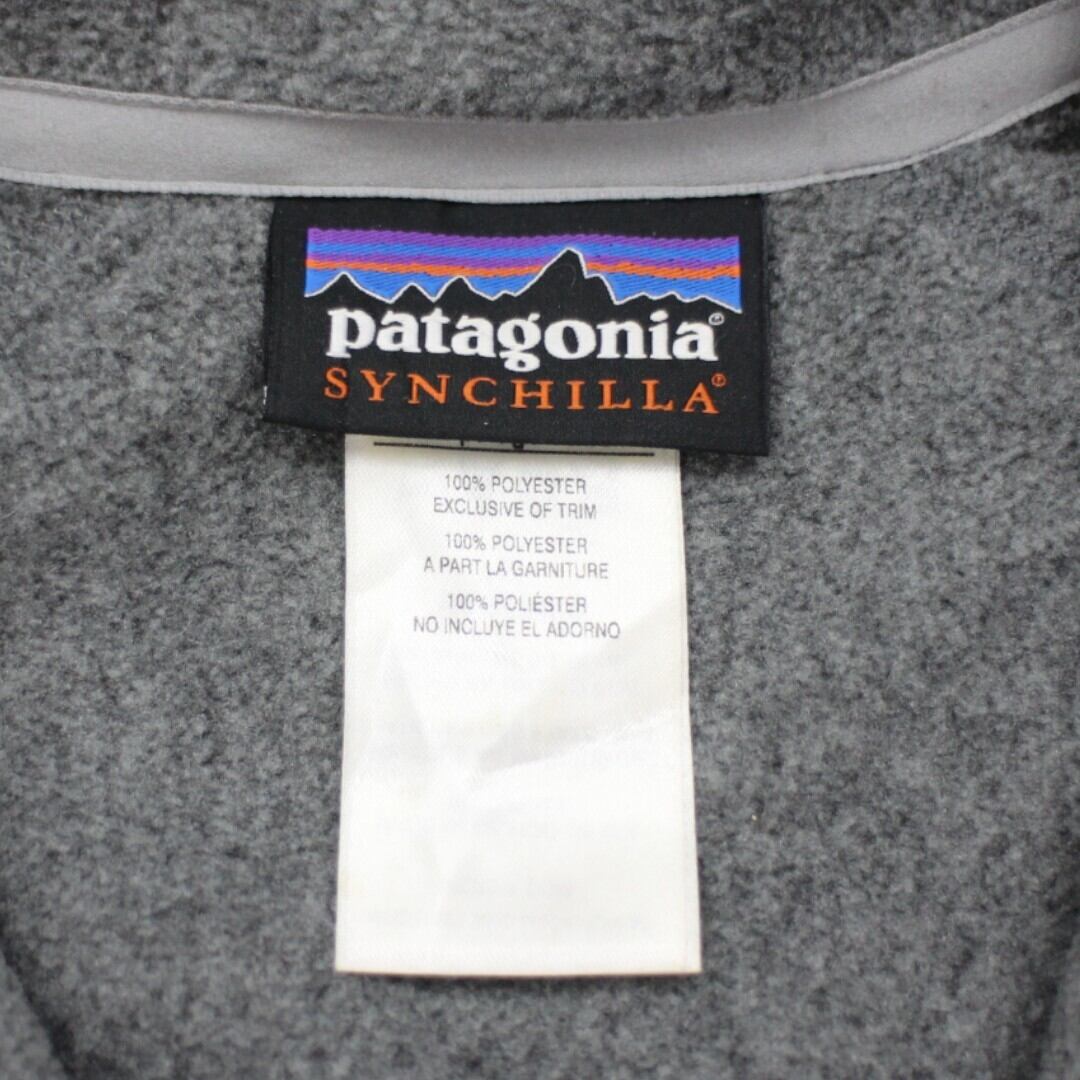 patagonia®
SYNCHILLA®
100% POLYESTER
EXCLUSIVE OF TRIM
100% POLYESTER
A PART LA GARNITURE
100% POLIÉSTER
NO INCLUYE EL ADORNO